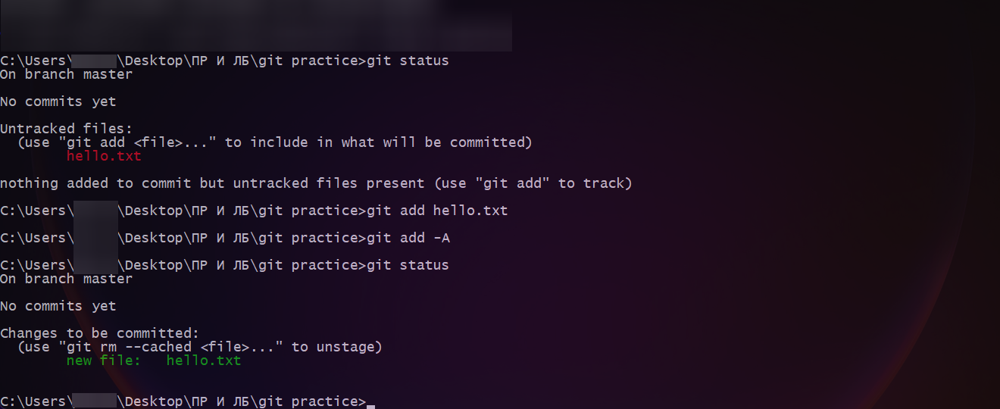 C:\Users\ \Desktop\ПР И ЛБ\git practice>git status
On branch master
No commits yet
Untracked files:
(use "git add <file>..." to include in what will be committed)
hello.txt
nothing added to commit but untracked files present (use "git add" to track)
C:\Users\ \Desktop\ПР И ЛБ\git practice>git add hello.txt
C:\Users\ \Desktop\ПР И ЛБ\git practice>git add -A
C:\Users\ \Desktop\ПР И ЛБ\git practice>git status
On branch master
No commits yet
Changes to be committed:
(use "git rm --cached <file>..." to unstage)
new file:   hello.txt
C:\Users\ \Desktop\ПР И ЛБ\git practice>